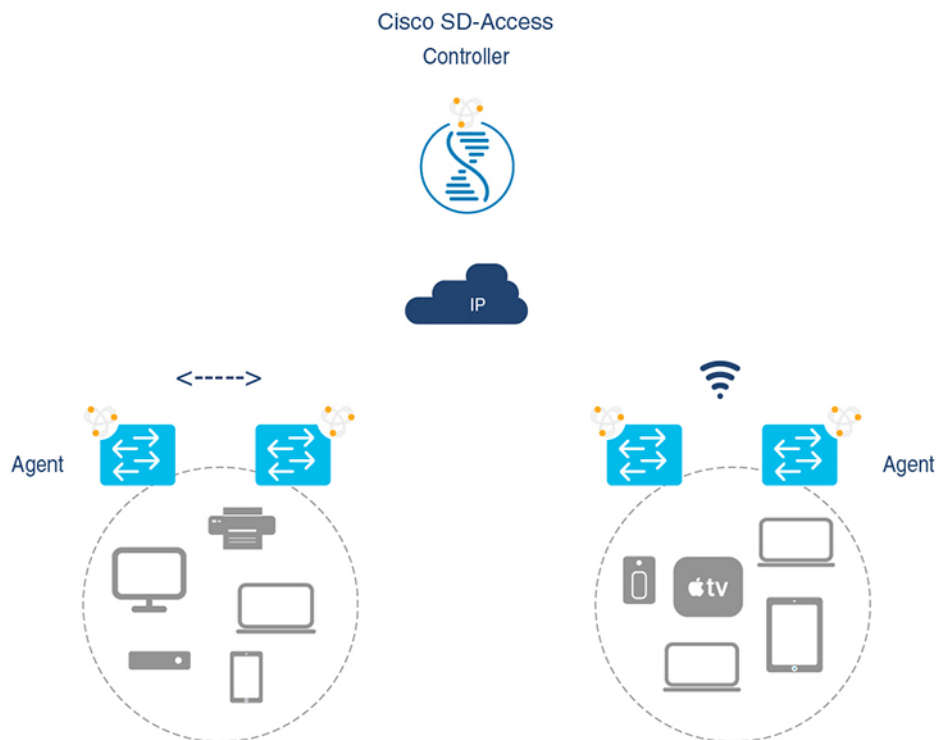 Cisco SD-Access
Controller
IP
<----->
Agent
Agent
tv